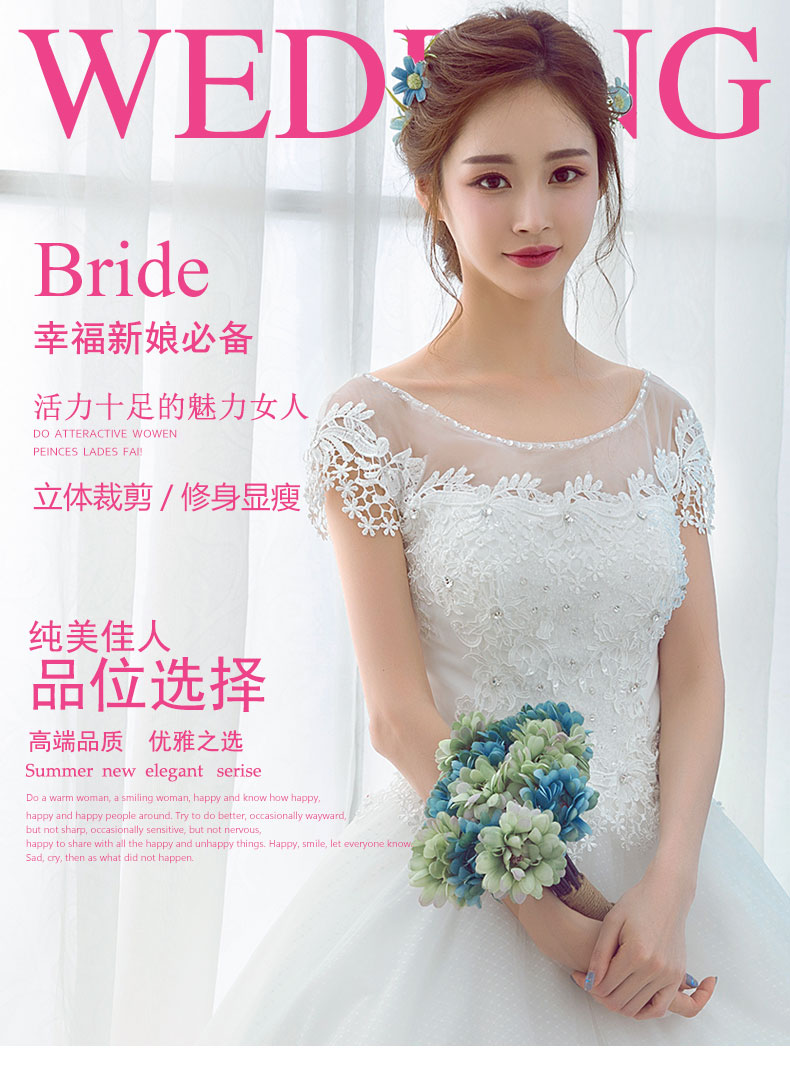 WEDDING
Bride
幸福新娘必备
活力十足的魅力女人
DO ATTERACTIVE WOWEN
PEINCES LADES FAI!
立体裁剪 / 修身显瘦
纯美佳人
品位选择
高端品质 优雅之选
Summer new elegant serise
Do a warm woman, a smiling woman, happy and know how happy,
happy and happy people around. Try to do better, occasionally wayward,
but not sharp, occasionally sensitive, but not nervous,
happy to share with all the happy and unhappy things. Happy, smile, let everyone know,
Sad, cry, then as what did not happen.